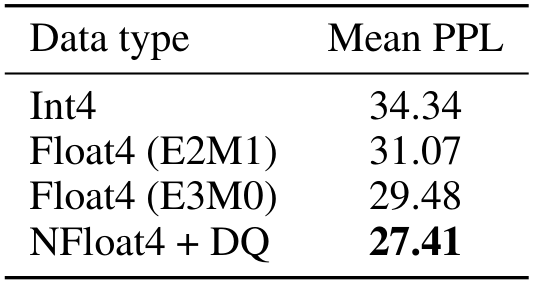 Data type Mean PPL
Int4 34.34
Float4 (E2M1) 31.07
Float4 (E3M0) 29.48
NFloat4 + DQ 27.41